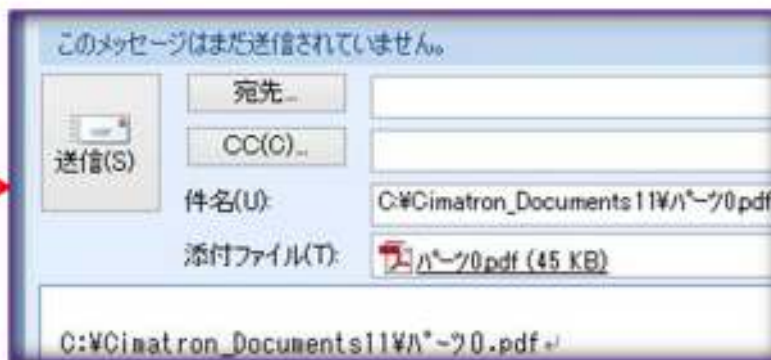 このメッセージはまだ送信されていません。
送信(S)
宛先...
CC(C)...
件名(U):
C:¥Cimatron_Documents11¥ﾊﾟｰﾂ0.pdf
添付ファイル(T):
ﾊﾟｰﾂ0.pdf (45 KB)
C:¥Cimatron_Documents11¥ﾊﾟｰﾂ0.pdf↵